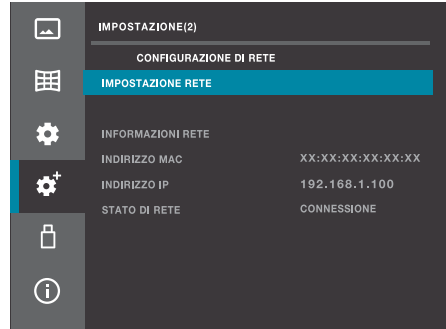 IMPOSTAZIONE(2)
CONFIGURAZIONE DI RETE
IMPOSTAZIONE RETE
INFORMAZIONI RETE
INDIRIZZO MAC XX:XX:XX:XX:XX:XX
INDIRIZZO IP 192.168.1.100
STATO DI RETE CONNESSIONE